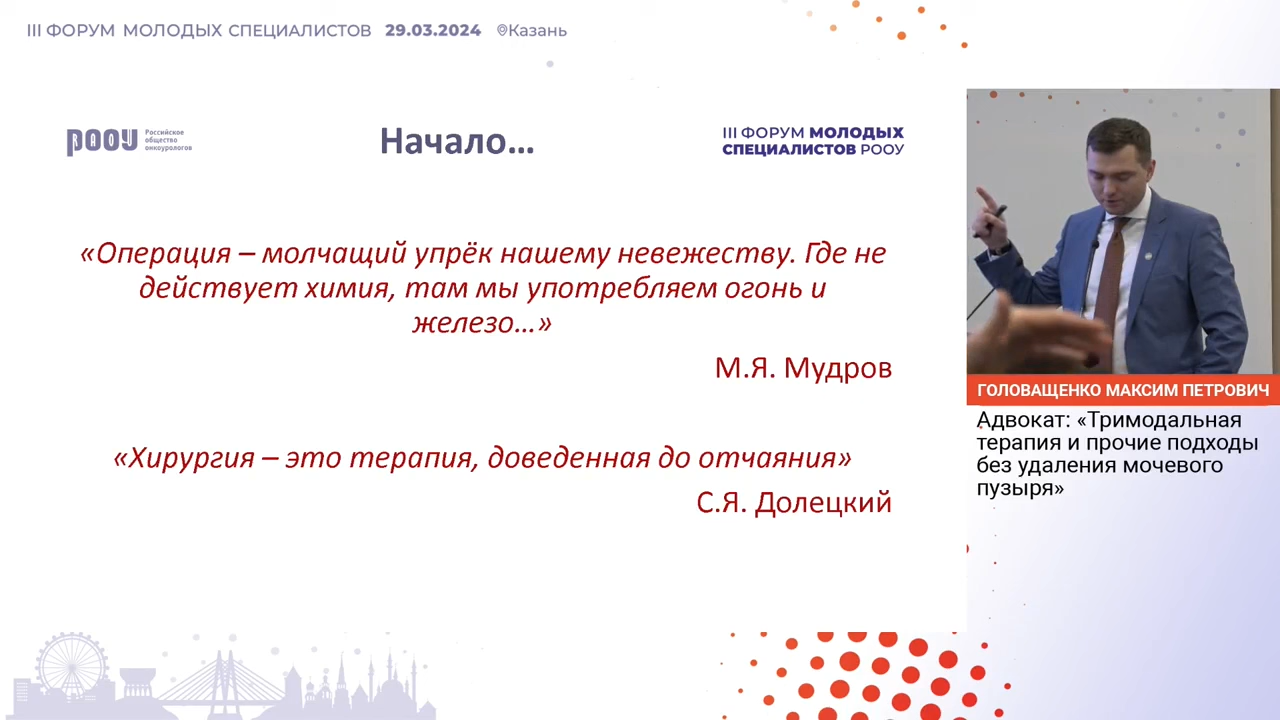 III ФОРУМ МОЛОДЫХ СПЕЦИАЛИСТОВ 29.03.2024 Казань
РООУ
Российское
общество
онкоурологов
Начало...
III ФОРУМ МОЛОДЫХ
СПЕЦИАЛИСТОВ РООУ
«Операция – молчащий упрёк нашему невежеству. Где не
действует химия, там мы употребляем огонь и
железо...»
М.Я. Мудров
«Хирургия – это терапия, доведенная до отчаяния»
С.Я. Долецкий
ГОЛОВАЩЕНКО МАКСИМ ПЕТРОВИЧ
Адвокат: «Тримодальная
терапия и прочие подходы
без удаления мочевого
пузыря»